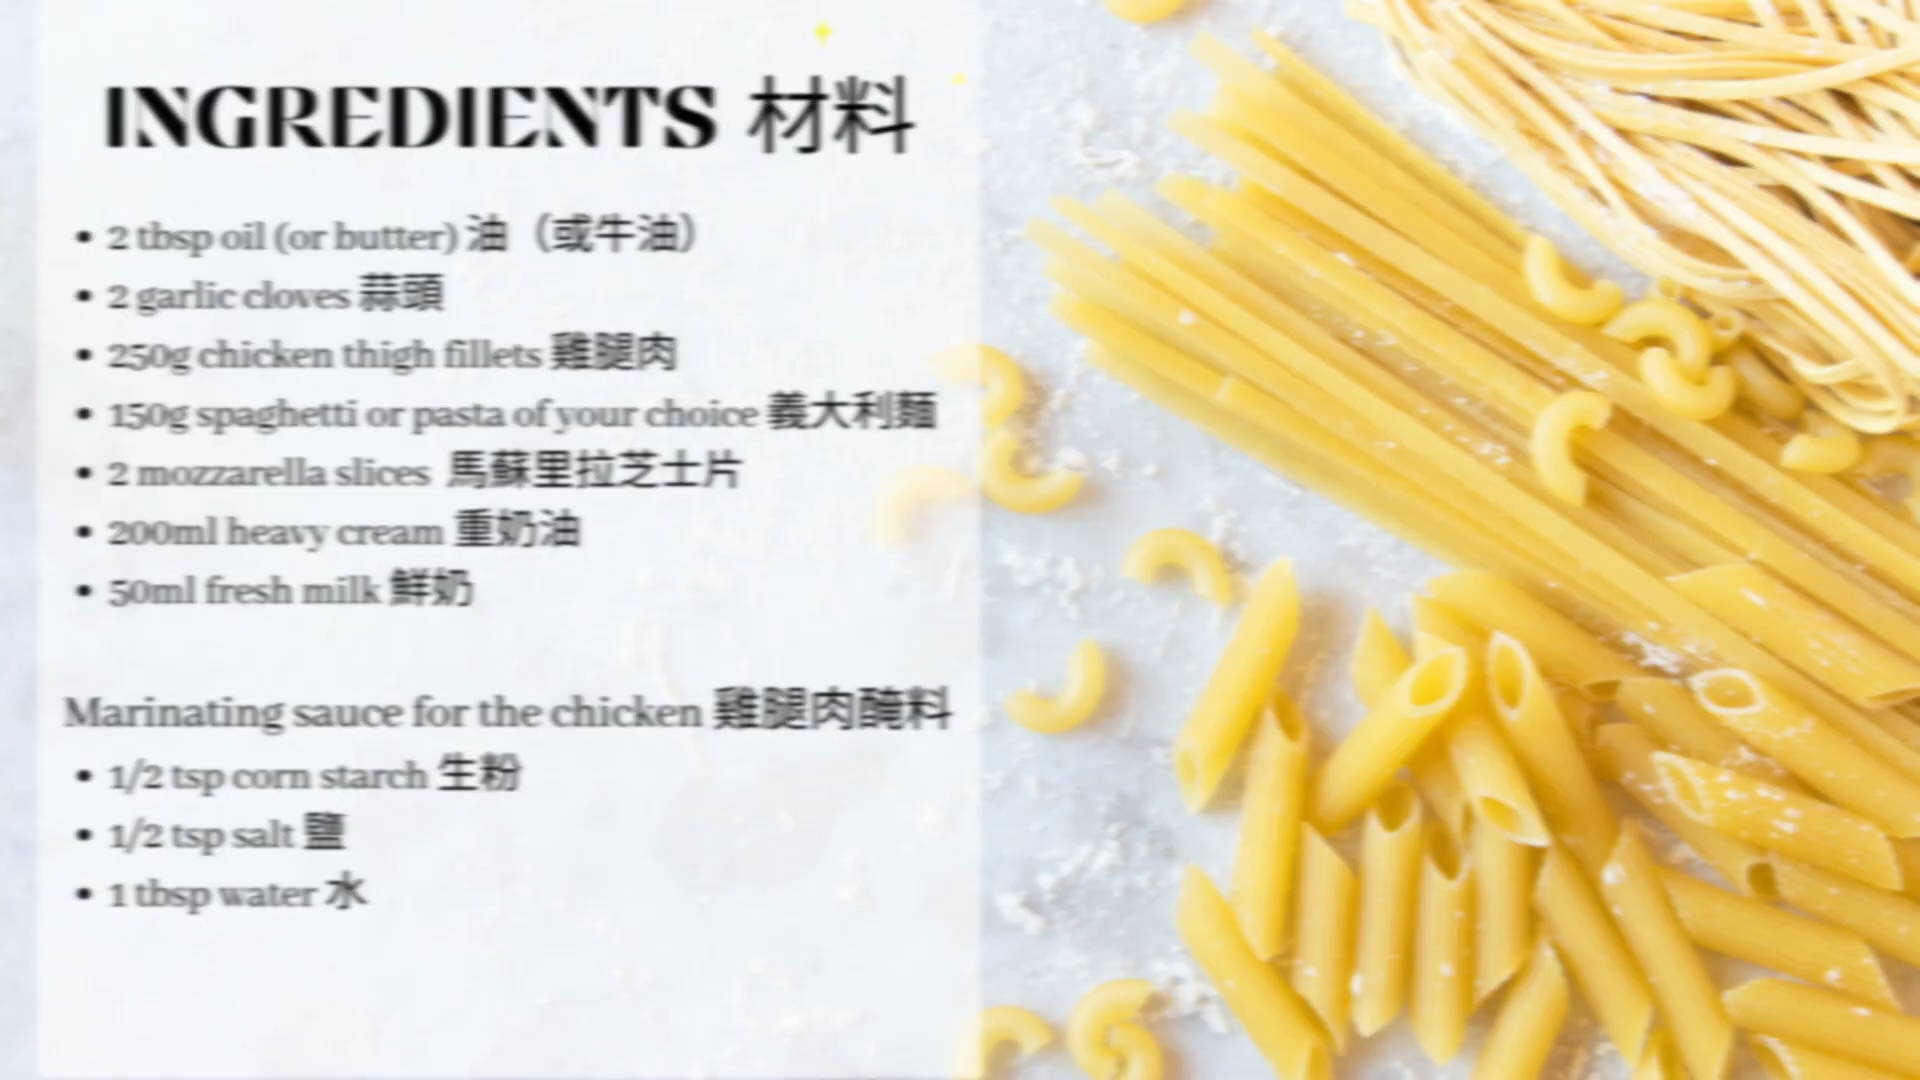 INGREDIENTS 材料
• 2 tbsp oil (or butter) 油（或牛油）
• 2 garlic cloves 蒜頭
• 250g chicken thigh fillets 雞腿肉
• 150g spaghetti or pasta of your choice 義大利麵
• 2 mozzarella slices 馬蘇里拉芝士片
• 200ml heavy cream 重奶油
• 50ml fresh milk 鮮奶
Marinating sauce for the chicken 雞腿肉醃料
• 1/2 tsp corn starch 生粉
• 1/2 tsp salt 鹽
• 1 tbsp water 水